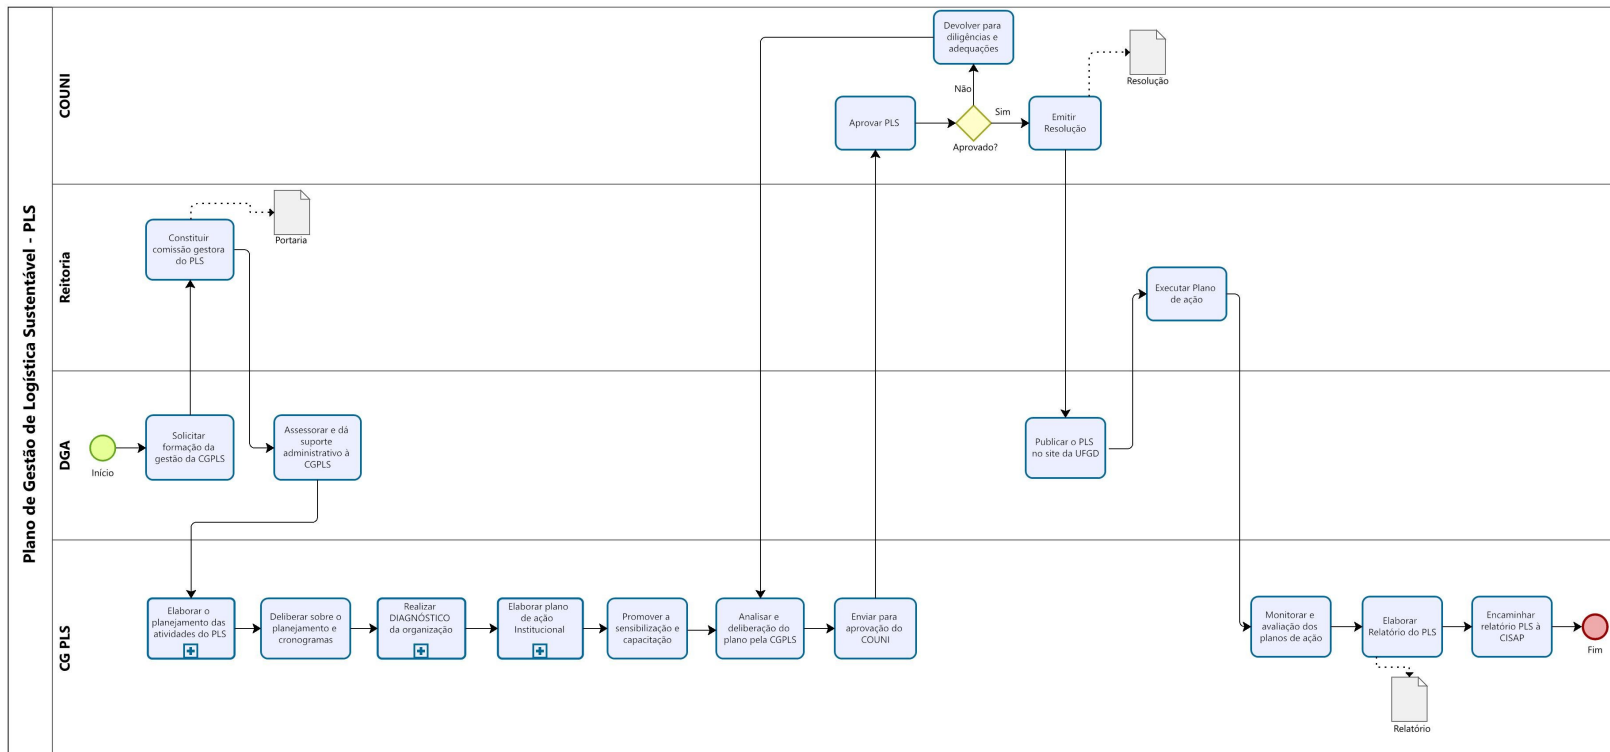 Plano de Gestão de Logística Sustentável - PLS
COUNI
Devolver para
diligências e
adequações
Resolução
Não
Aprovar PLS
Sim
Emitir
Resolução
Aprovado?
Reitoria
Portaria
Constituir
comissão gestora
do PLS
Executar Plano
de ação
DGA
Início
Solicitar
formação da
gestão da CGPLS
Assessorar e dá
suporte
administrativo à
CGPLS
Publicar o PLS
no site da UFGD
CG PLS
Elaborar o
planejamento das
atividades do PLS
Deliberar sobre o
planejamento e
cronogramas
Realizar
DIAGNÓSTICO
da organização
Elaborar plano
de ação
Institucional
Promover a
sensibilização e
capacitação
Analisar e
deliberação do
plano pela CGPLS
Enviar para
aprovação do
COUNI
Monitorar e
avaliação dos
planos de ação
Elaborar
Relatório do PLS
Encaminhar
relatório PLS à
CISAP
Fim
Relatório